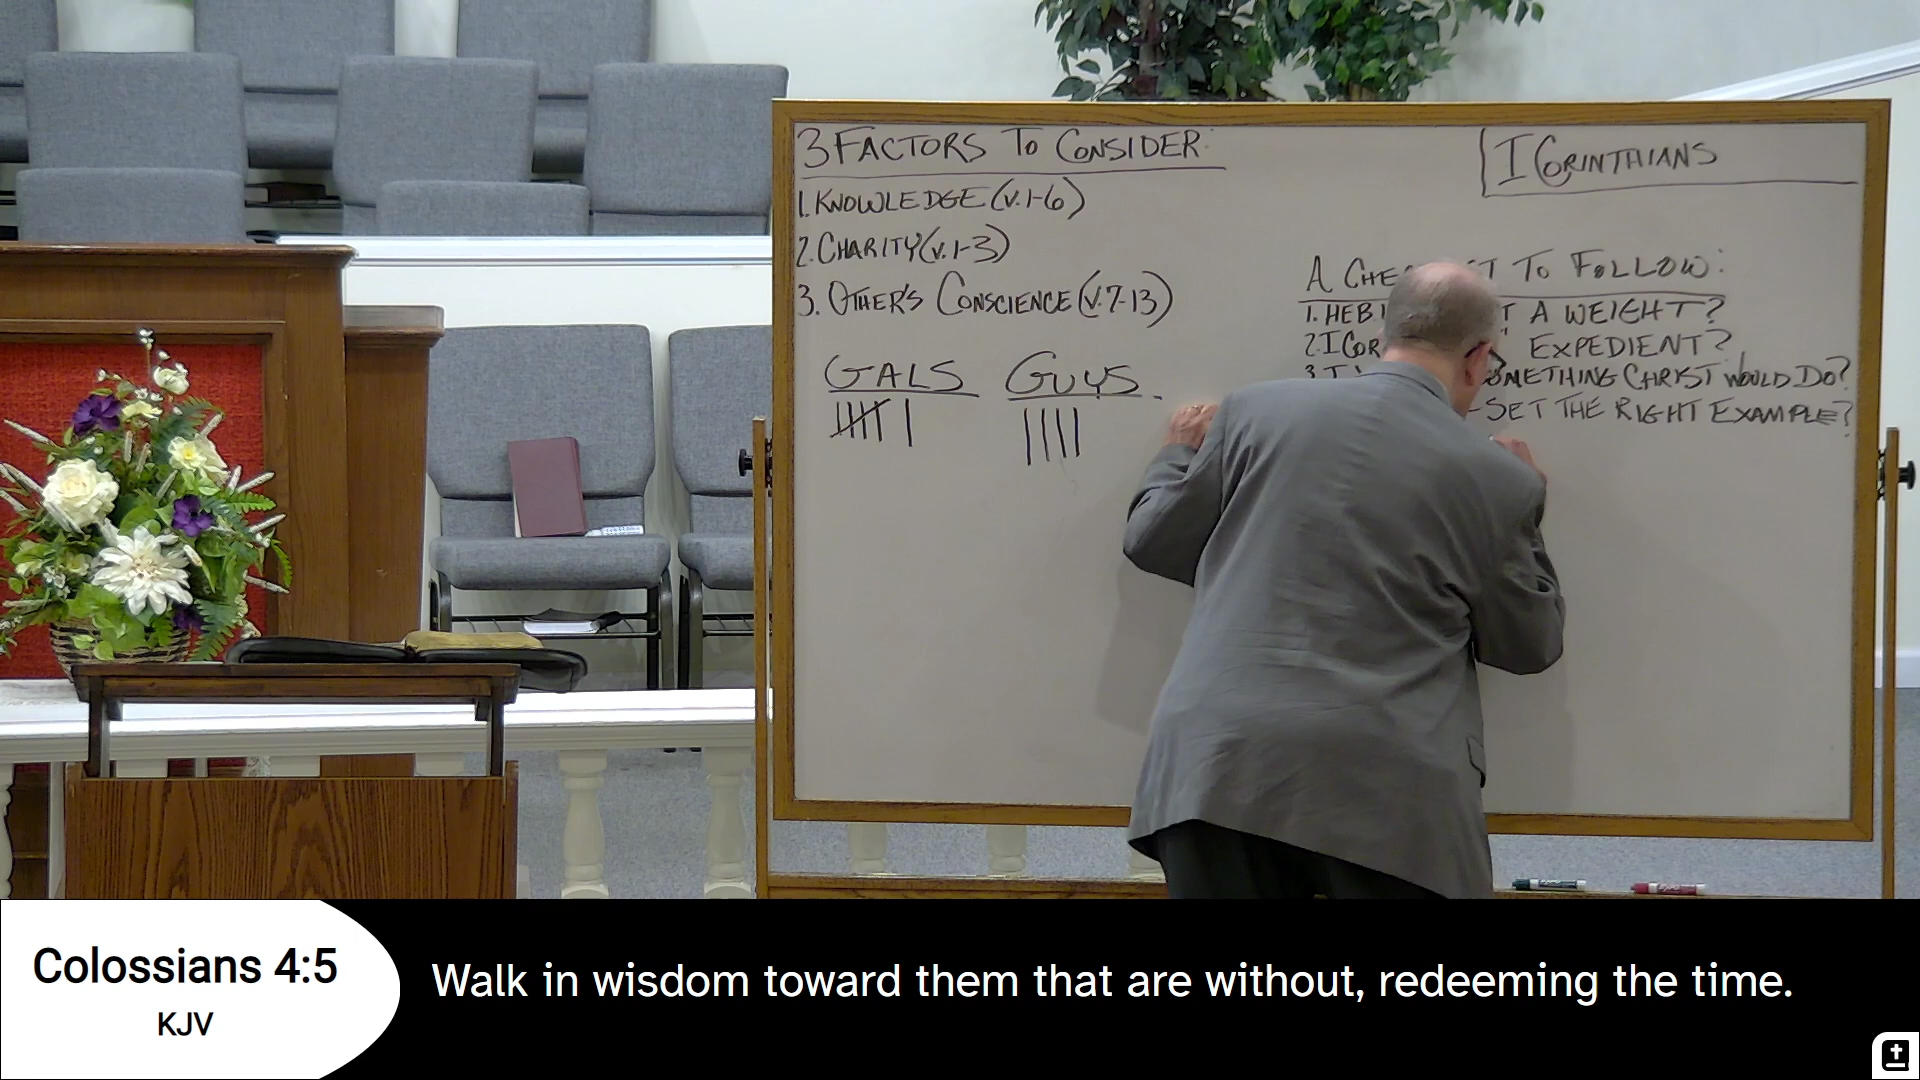 3 FACTORS TO CONSIDER:
1. KNOWLEDGE (V. 1-6)
2. CHARITY (V. 1-3)
3. OTHER'S CONSCIENCE (V. 7-13)
GALS GUYS
I CORINTHIANS
A TO FOLLOW:
1. HEB A WEIGHT?
2. I COR EXPEDIENT?
3. SOMETHING CHRIST WOULD DO?
- SET THE RIGHT EXAMPLE?
Colossians 4:5
KJV
Walk in wisdom toward them that are without, redeeming the time.